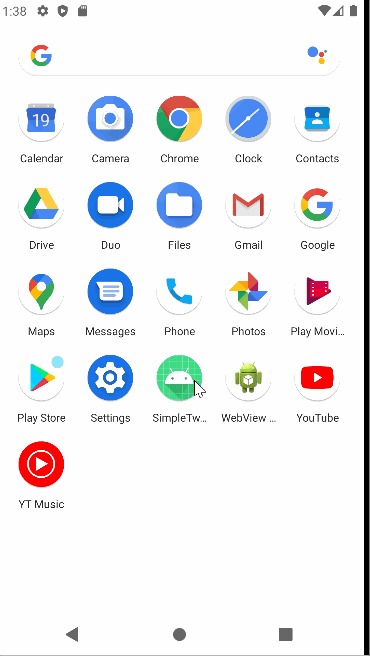 1:38
19
Calendar Camera Chrome Clock Contacts
Drive Duo Files Gmail Google
Maps Messages Phone Photos Play Movi...
Play Store Settings SimpleTw... WebView ... YouTube
YT Music